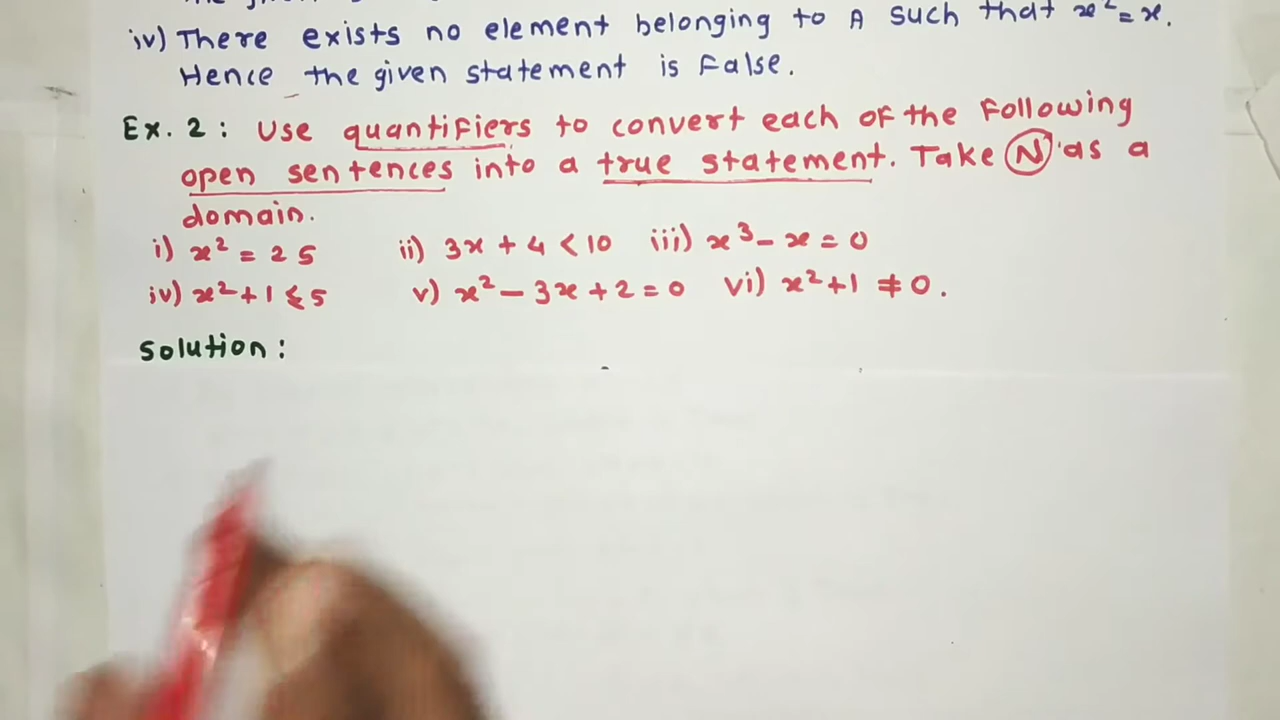 iv) There exists no element belonging to A such that x² = x.
Hence the given statement is False.
Ex. 2 : Use quantifiers to convert each of the following
open sentences into a true statement. Take N as a
domain.
i) x² = 25 ii) 3x + 4 < 10 iii) x³ - x = 0
iv) x² + 1 ≤ 5 v) x² - 3x + 2 = 0 vi) x² + 1 ≠ 0.
Solution :